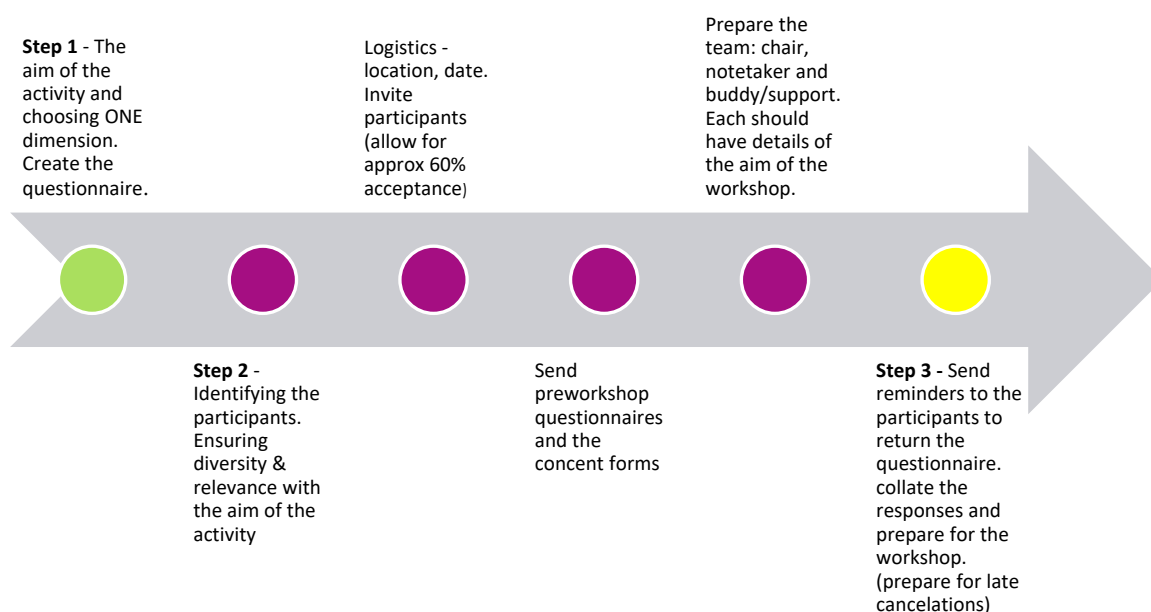 Step 1 - The
aim of the
activity and
choosing ONE
dimension.
Create the
questionnaire.
Step 2 -
Identifying the
participants.
Ensuring
diversity &
relevance with
the aim of the
activity
Logistics -
location, date.
Invite
participants
(allow for
approx 60%
acceptance)
Send
preworkshop
questionnaires
and the
concent forms
Prepare the
team: chair,
notetaker and
buddy/support.
Each should
have details of
the aim of the
workshop.
Step 3 - Send
reminders to the
participants to
return the
questionnaire.
collate the
responses and
prepare for the
workshop.
(prepare for late
cancelations)